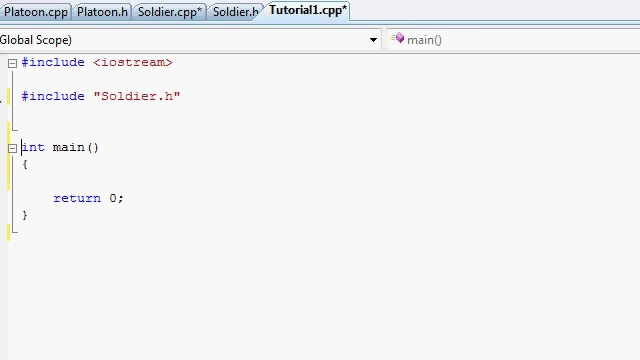 Platoon.cpp Platoon.h Soldier.cpp* Soldier.h Tutorial1.cpp*
Global Scope) main()
#include <iostream>
#include "Soldier.h"
int main()
{
return 0;
}